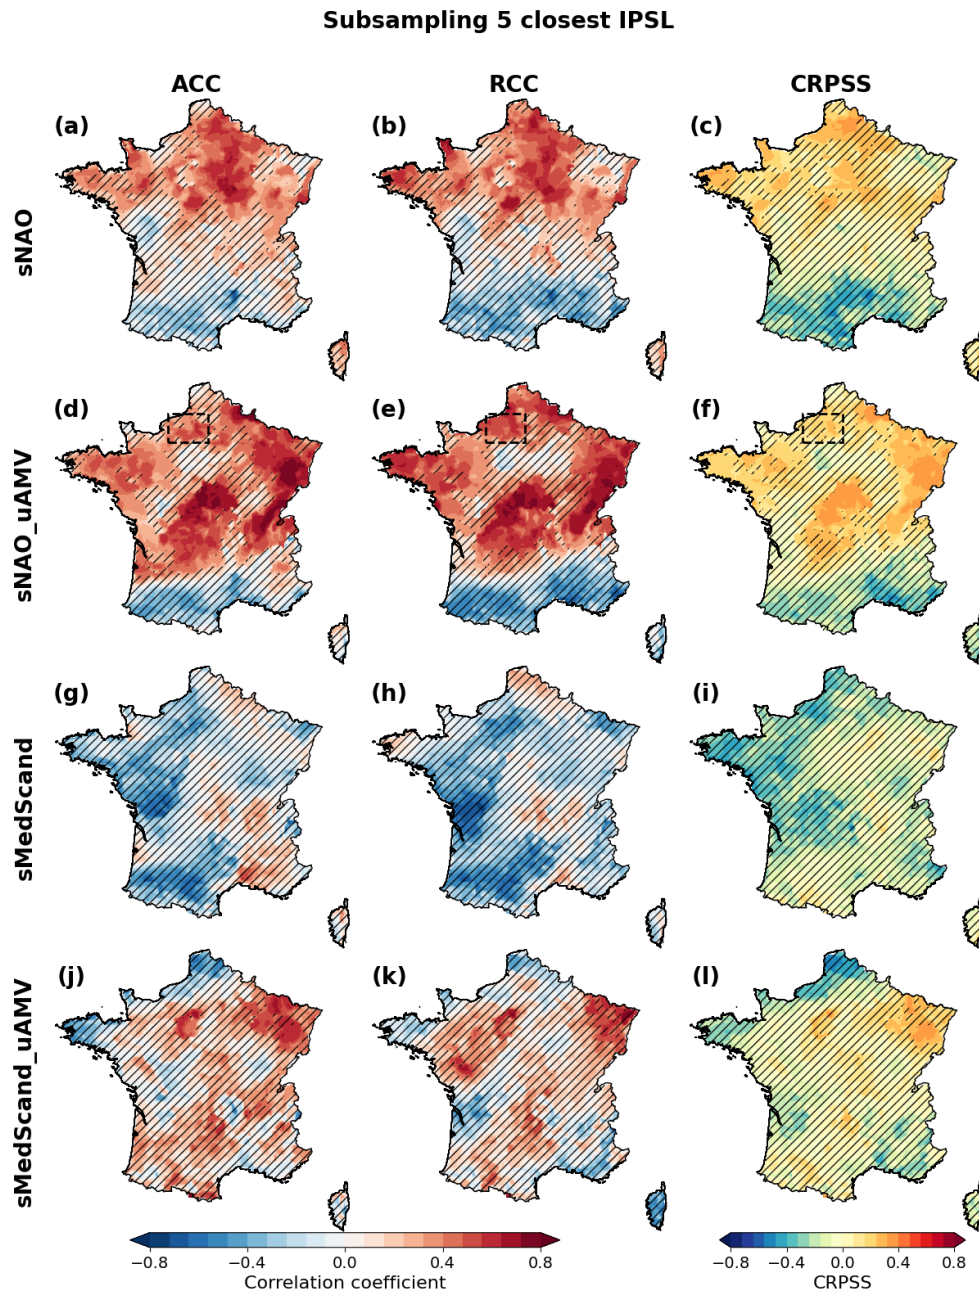 Subsampling 5 closest IPSL
ACC RCC CRPSS
(a) (b) (c)
sNAO
(d) (e) (f)
sNAO_uAMV
(g) (h) (i)
sMedScand
(j) (k) (l)
sMedScand_uAMV
−0.8 −0.4 0.0 0.4 0.8
Correlation coefficient
−0.8 −0.4 0.0 0.4 0.8
CRPSS